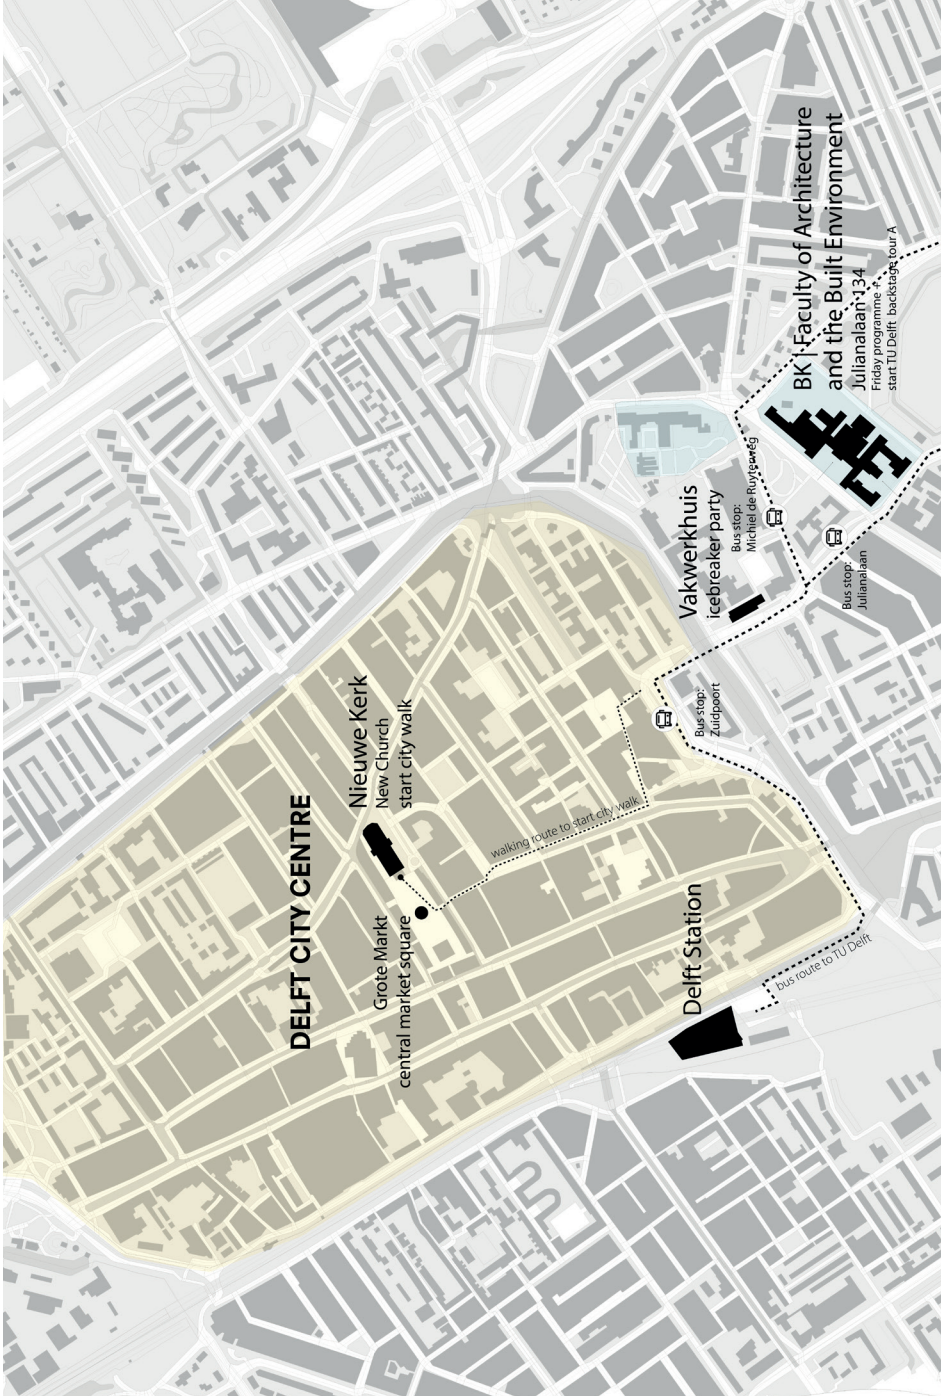 DELFT CITY CENTRE
Nieuwe Kerk
New Church
start city walk
Grote Markt
central market square
walking route to start city walk
Delft Station
bus route to TU Delft
Bus stop:
Zuidpoort
Vakwerkhuis
icebreaker party
Bus stop:
Michiel de Ruyterweg
Bus stop:
Julianalaan
BK | Faculty of Architecture
and the Built Environment
Julianalaan 134
Friday programme +
start TU Delft backstage tour A